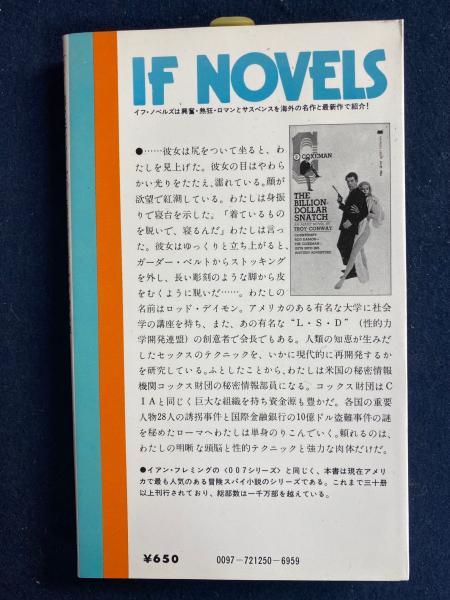 IF NOVELS
イフ・ノベルズは興奮・熱狂・ロマンとサスペンスを海外の名作と最新作で紹介！
●……彼女は尻をついて坐ると、わ
たしを見上げた。彼女の目はやわら
かい光をたたえ、濡れている。顔が
欲望で紅潮している。わたしは身振
りで寝台を示した。「着ているもの
を脱いで、寝るんだ」わたしは言っ
た。彼女はゆっくりと立ち上がると、
ガーダー・ベルトからストッキング
を外し、長い彫刻のような脚から皮
をむくように脱いだ……。わたしの
名前はロッド・デイモン。アメリカのある有名な大学に社会
学の講座を持ち、また、あの有名な“L・S・D”（性的力
学開発連盟）の創意者で会長でもある。人類の知恵が生みだ
したセックスのテクニックを、いかに現代的に再開発するか
を研究している。ふとしたことから、わたしは米国の秘密情報
機関コックス財団の秘密情報部員になる。コックス財団はC
IAと同じく巨大な組織を持ち資金源も豊かだ。各国の重要
人物28人の誘拐事件と国際金融銀行の10億ドル盗難事件の謎
を秘めたローマへわたしは単身のりこんでいく。頼れるのは、
わたしの明晰な頭脳と性的テクニックと強力な肉体だけだ。
COXEMAN
THE
BILLION-
DOLLAR
SNATCH
TROY CONWAY
●イアン・フレミングの〈007シリーズ〉と同じく、本書は現在アメリ
カで最も人気のある冒険スパイ小説のシリーズである。これまで三十冊
以上刊行されており、総部数は一千万部を越えている。
¥650
0097-721250-6959